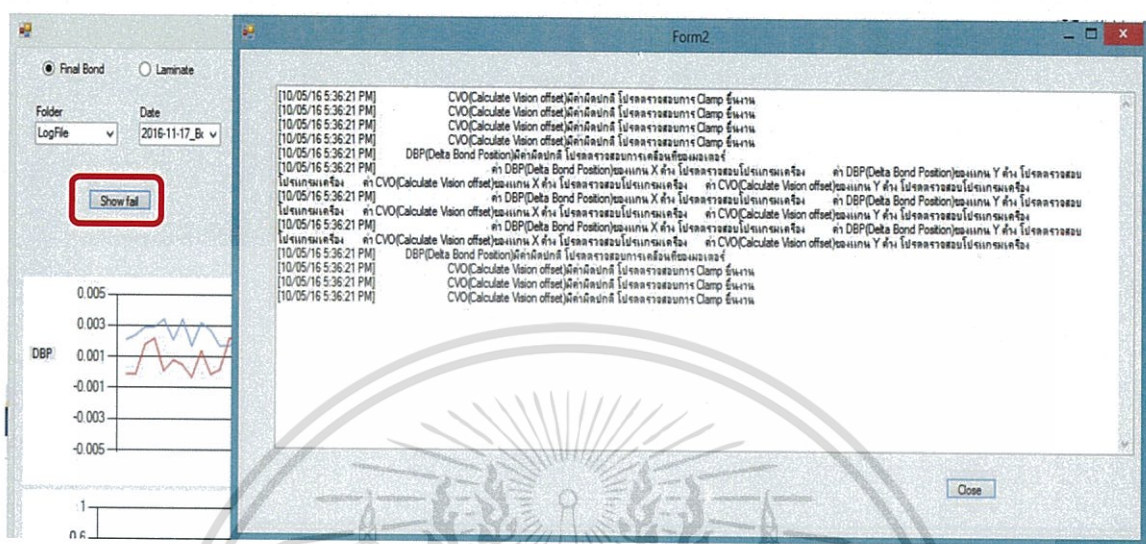 Form2
Final Bond
Laminate
Folder
Date
LogFile
2016-11-17_Bc
Show fail
[10/05/16 5:36:21 PM] CVO(Calculate Vision offset)มีค่าผิดปกติ โปรดตรวจสอบการ Clamp ชิ้นงาน
[10/05/16 5:36:21 PM] CVO(Calculate Vision offset)มีค่าผิดปกติ โปรดตรวจสอบการ Clamp ชิ้นงาน
[10/05/16 5:36:21 PM] CVO(Calculate Vision offset)มีค่าผิดปกติ โปรดตรวจสอบการ Clamp ชิ้นงาน
[10/05/16 5:36:21 PM] CVO(Calculate Vision offset)มีค่าผิดปกติ โปรดตรวจสอบการ Clamp ชิ้นงาน
[10/05/16 5:36:21 PM] DBP(Delta Bond Position)มีค่าผิดปกติ โปรดตรวจสอบการเคลื่อนที่ของมอเตอร์
[10/05/16 5:36:21 PM] ค่า DBP(Delta Bond Position)ของแกน X ค้าง โปรดตรวจสอบโปรแกรมเครื่อง ค่า DBP(Delta Bond Position)ของแกน Y ค้าง โปรดตรวจสอบ
โปรแกรมเครื่อง ค่า CVO(Calculate Vision offset)ของแกน X ค้าง โปรดตรวจสอบโปรแกรมเครื่อง ค่า CVO(Calculate Vision offset)ของแกน Y ค้าง โปรดตรวจสอบโปรแกรมเครื่อง
[10/05/16 5:36:21 PM] ค่า DBP(Delta Bond Position)ของแกน X ค้าง โปรดตรวจสอบโปรแกรมเครื่อง ค่า DBP(Delta Bond Position)ของแกน Y ค้าง โปรดตรวจสอบ
โปรแกรมเครื่อง ค่า CVO(Calculate Vision offset)ของแกน X ค้าง โปรดตรวจสอบโปรแกรมเครื่อง ค่า CVO(Calculate Vision offset)ของแกน Y ค้าง โปรดตรวจสอบโปรแกรมเครื่อง
[10/05/16 5:36:21 PM] ค่า DBP(Delta Bond Position)ของแกน X ค้าง โปรดตรวจสอบโปรแกรมเครื่อง ค่า DBP(Delta Bond Position)ของแกน Y ค้าง โปรดตรวจสอบ
โปรแกรมเครื่อง ค่า CVO(Calculate Vision offset)ของแกน X ค้าง โปรดตรวจสอบโปรแกรมเครื่อง ค่า CVO(Calculate Vision offset)ของแกน Y ค้าง โปรดตรวจสอบโปรแกรมเครื่อง
[10/05/16 5:36:21 PM] DBP(Delta Bond Position)มีค่าผิดปกติ โปรดตรวจสอบการเคลื่อนที่ของมอเตอร์
[10/05/16 5:36:21 PM] CVO(Calculate Vision offset)มีค่าผิดปกติ โปรดตรวจสอบการ Clamp ชิ้นงาน
[10/05/16 5:36:21 PM] CVO(Calculate Vision offset)มีค่าผิดปกติ โปรดตรวจสอบการ Clamp ชิ้นงาน
[10/05/16 5:36:21 PM] CVO(Calculate Vision offset)มีค่าผิดปกติ โปรดตรวจสอบการ Clamp ชิ้นงาน
0.005
0.003
DBP 0.001
-0.001
-0.003
-0.005
1
0.6
Close